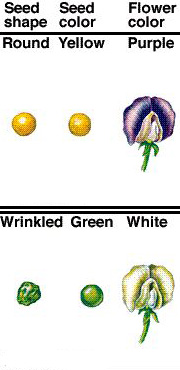 Seed Seed Flower
shape color color
Round Yellow Purple
Wrinkled Green White